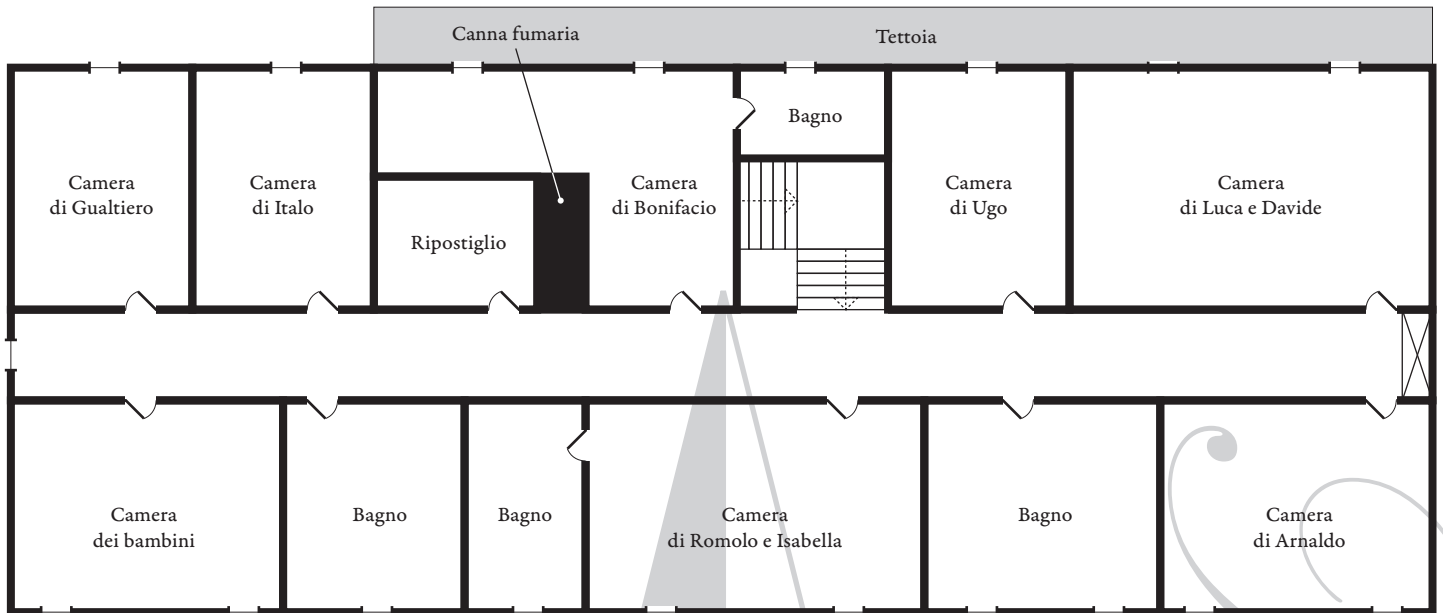 Canna fumaria
Tettoia
Bagno
Camera
di Gualtiero
Camera
di Italo
Ripostiglio
Camera
di Bonifacio
Camera
di Ugo
Camera
di Luca e Davide
Camera
dei bambini
Bagno
Bagno
Camera
di Romolo e Isabella
Bagno
Camera
di Arnaldo